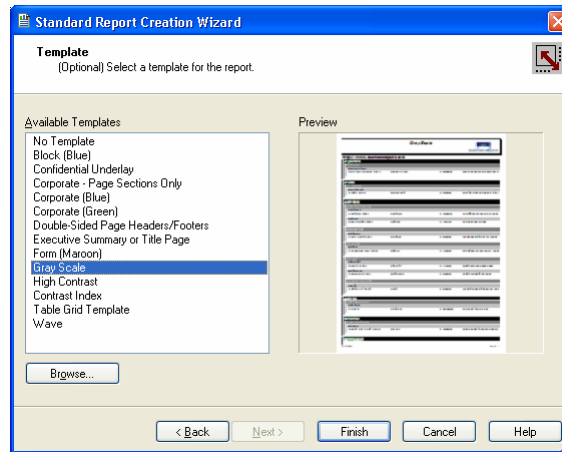 Standard Report Creation Wizard
Template
(Optional) Select a template for the report.
Available Templates
Preview
No Template
Block (Blue)
Confidential Underlay
Corporate - Page Sections Only
Corporate (Blue)
Corporate (Green)
Double-Sided Page Headers/Footers
Executive Summary or Title Page
Form (Maroon)
Gray Scale
High Contrast
Contrast Index
Table Grid Template
Wave
Browse...
< Back
Next >
Finish
Cancel
Help